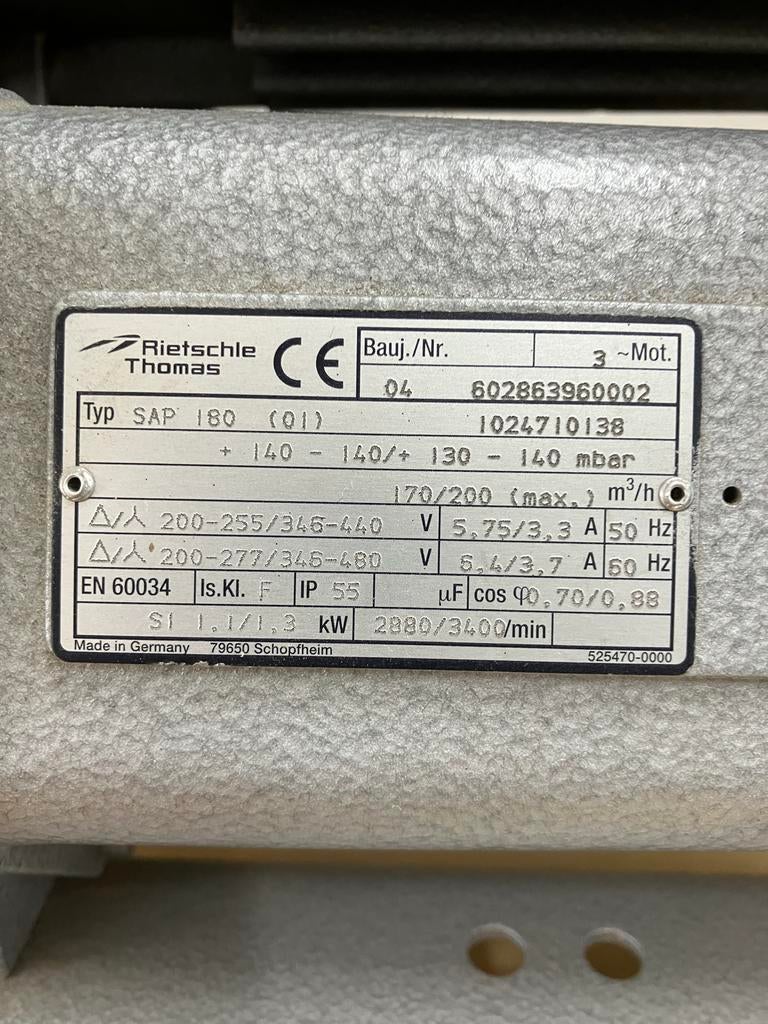 Rietschle
Thomas
CE
Bauj./Nr. 3 ~Mot.
04 602863960002
Typ SAP 180 (01) 1024710138
+ 140 - 140/+ 130 - 140 mbar
170/200 (max.) m³/h
Δ/⅄ 200-255/346-440 V 5,75/3,3 A 50 Hz
Δ/⅄ 200-277/346-480 V 6,4/3,7 A 60 Hz
EN 60034 Is.Kl. F IP 55 µF cos φ0,70/0,88
S1 1,1/1,3 kW 2880/3400/min
Made in Germany 79650 Schopfheim 525470-0000